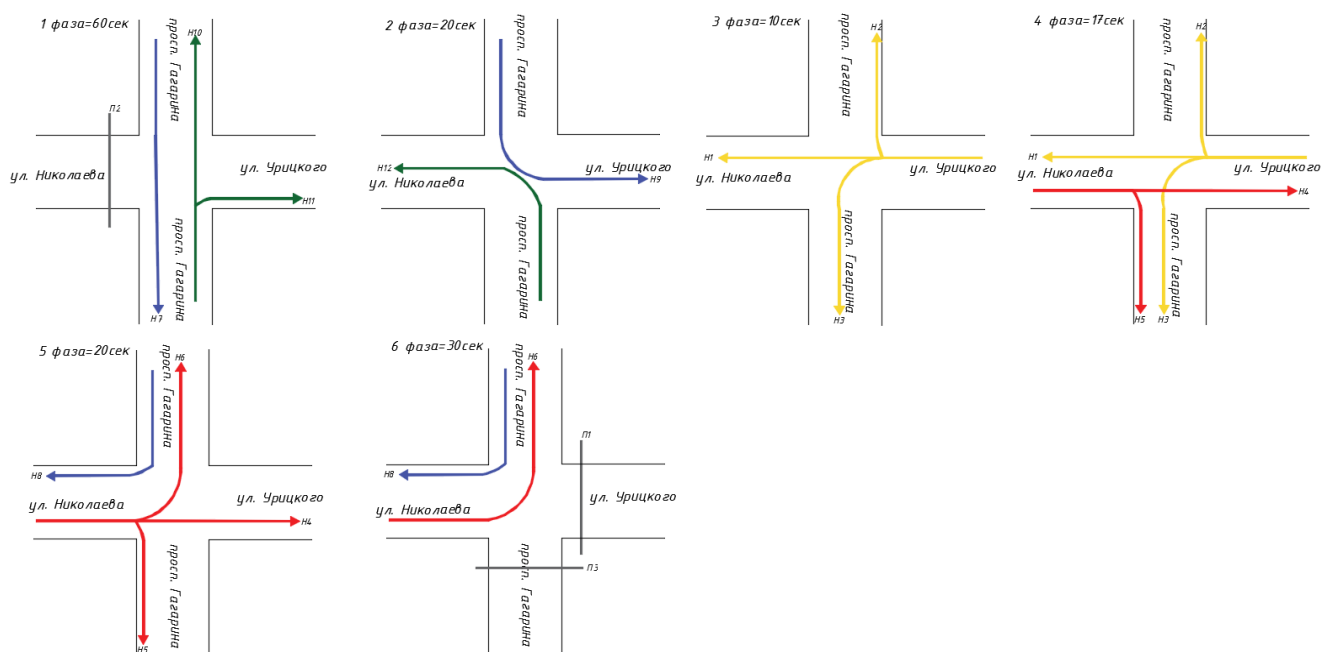 1 фаза=60сек
Н10
просп. Гагарина
П2
ул. Николаева
ул. Урицкого
Н11
просп. Гагарина
Н7
2 фаза=20сек
просп. Гагарина
Н12
ул. Николаева
ул. Урицкого
Н9
просп. Гагарина
3 фаза=10сек
Н2
просп. Гагарина
Н1
ул. Николаева
ул. Урицкого
просп. Гагарина
Н3
4 фаза=17сек
Н2
просп. Гагарина
Н1
ул. Николаева
ул. Урицкого
Н4
просп. Гагарина
Н5
Н3
5 фаза=20сек
Н6
просп. Гагарина
Н8
ул. Николаева
ул. Урицкого
Н4
просп. Гагарина
Н5
6 фаза=30сек
Н6
просп. Гагарина
П1
Н8
ул. Николаева
ул. Урицкого
П3
просп. Гагарина